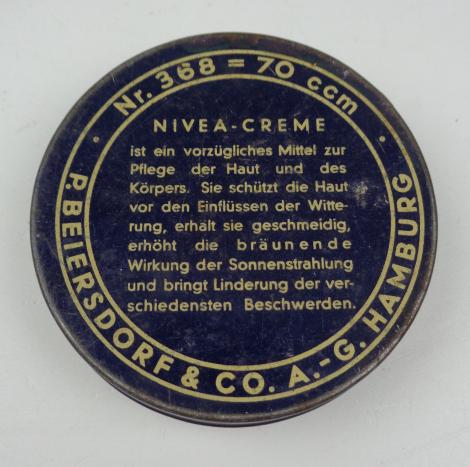 Nr. 368 = 70 ccm
NIVEA-CREME
ist ein vorzügliches Mittel zur
Pflege der Haut und des
Körpers. Sie schützt die Haut
vor den Einflüssen der Witte-
rung, erhält sie geschmeidig,
erhöht die bräunende
Wirkung der Sonnenstrahlung
und bringt Linderung der ver-
schiedensten Beschwerden.
P. BEIERSDORF & CO. A.-G. HAMBURG